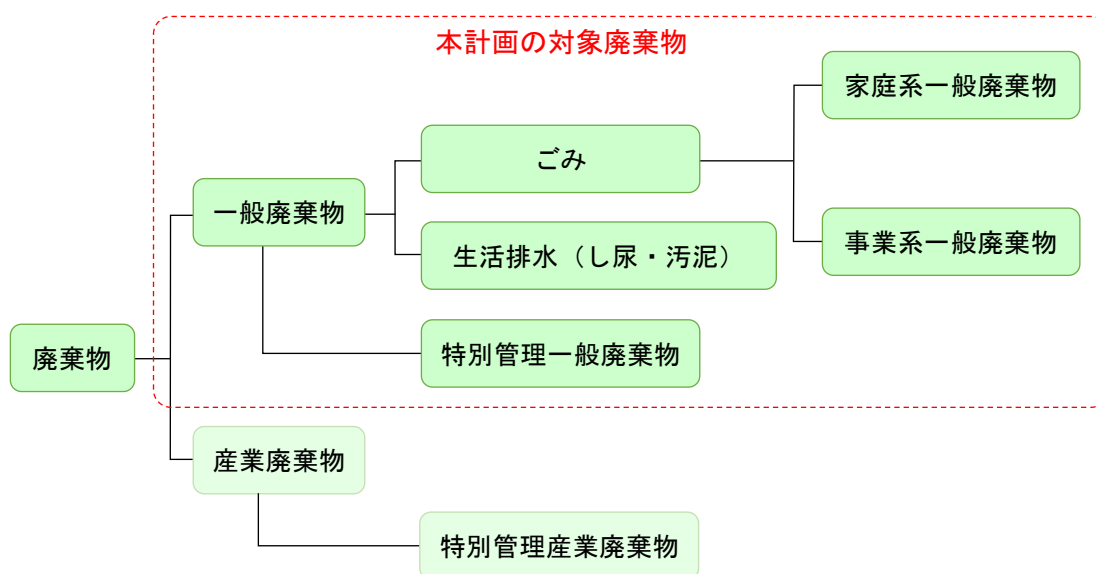 本計画の対象廃棄物
家庭系一般廃棄物
ごみ
一般廃棄物
事業系一般廃棄物
生活排水（し尿・汚泥）
廃棄物
特別管理一般廃棄物
産業廃棄物
特別管理産業廃棄物